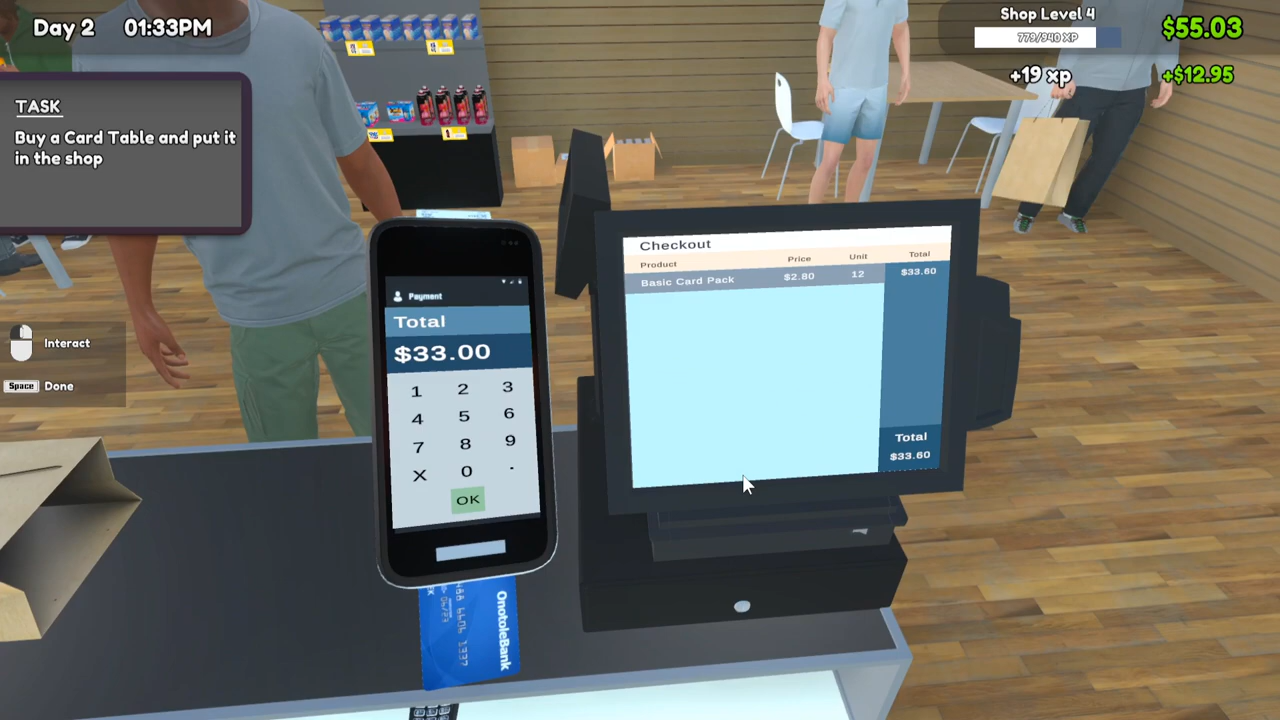 Day 2 01:33PM
Shop Level 4
779/940 XP
$55.03
+19 xp
+$12.95
TASK
Buy a Card Table and put it
in the shop
Interact
Space Done
Payment
Total
$33.00
1 2 3
4 5 6
7 8 9
X 0 .
OK
Checkout
Product Price Unit Total
Basic Card Pack $2.80 12 $33.60
Total
$33.60
OnotoleBank